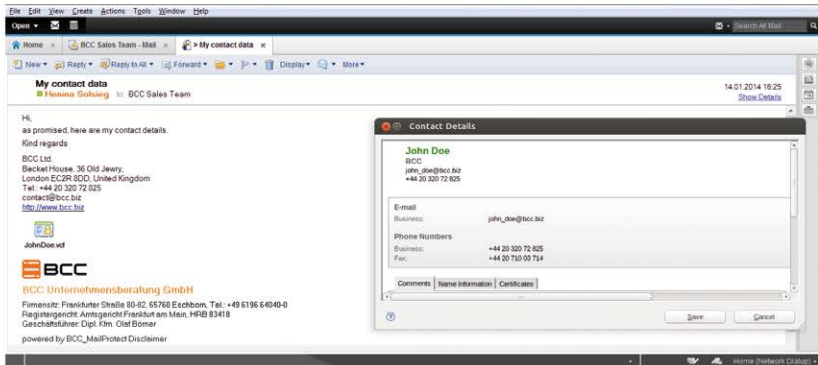 File Edit View Create Actions Tools Window Help
Open
Search All Mail
Home × BCC Sales Team - Mail × > My contact data ×
New Reply Reply to All Forward Display More
My contact data
14.01.2014 16:25
Henina Solsieg to: BCC Sales Team
Show Details
Hi,
as promised, here are my contact details.
Kind regards
BCC Ltd.
Becket House, 36 Old Jewry,
London EC2R 8DD, United Kingdom
Tel.: +44 20 320 72 825
contact@bcc.biz
http://www.bcc.biz
JohnDoe.vcf
BCC
BCC Unternehmensberatung GmbH
Firmensitz: Frankfurter Straße 80-82, 65760 Eschborn, Tel.: +49 6196 64040-0
Registergericht: Amtsgericht Frankfurt am Main, HRB 83418
Geschäftsführer: Dipl. Kfm. Olaf Börner
powered by BCC_MailProtect Disclaimer
Contact Details
John Doe
BCC
john_doe@bcc.biz
+44 20 320 72 825
E-mail
Business: john_doe@bcc.biz
Phone Numbers
Business: +44 20 320 72 825
Fax: +44 20 710 03 714
Comments Name Information Certificates
Save Cancel
Home (Network Dialup)